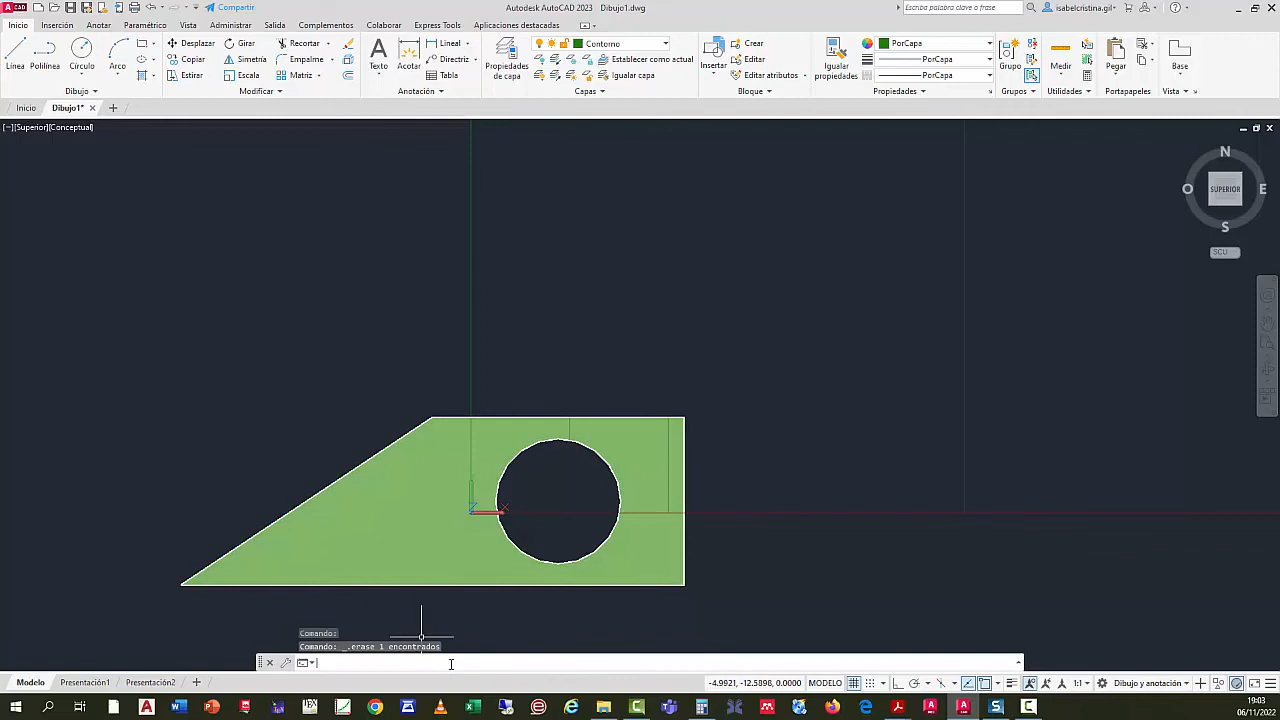 CAD
Compartir
Autodesk AutoCAD 2023 Dibujo1.dwg
Escriba palabra clave o frase
isabelcristina.gil
Inicio Inserción Anotar Paramétrico Vista Administrar Salida Complementos Colaborar Express Tools Aplicaciones destacadas
Línea Polilínea Círculo Arco
Desplazar Girar Recortar
Copiar Simetría Empalme
Estirar Escala Matriz
Texto Acotar
Lineal
Directriz
Tabla
Propiedades
de capa
Contorno
Establecer como actual
Igualar capa
Insertar
Crear
Editar
Editar atributos
Igualar
propiedades
PorCapa
PorCapa
PorCapa
Grupo
Medir
Pegar
Base
Dibujo Modificar Anotación Capas Bloque Propiedades Grupos Utilidades Portapapeles Vista
Inicio Dibujo1*
[−][Superior][Conceptual]
N
O SUPERIOR E
S
SCU
X
Comando:
Comando: _.erase 1 encontrados
Modelo Presentación1 Presentación2
-4.9921, -12.5898, 0.0000 MODELO
1:1
Dibujo y anotación
19:03
06/11/2022